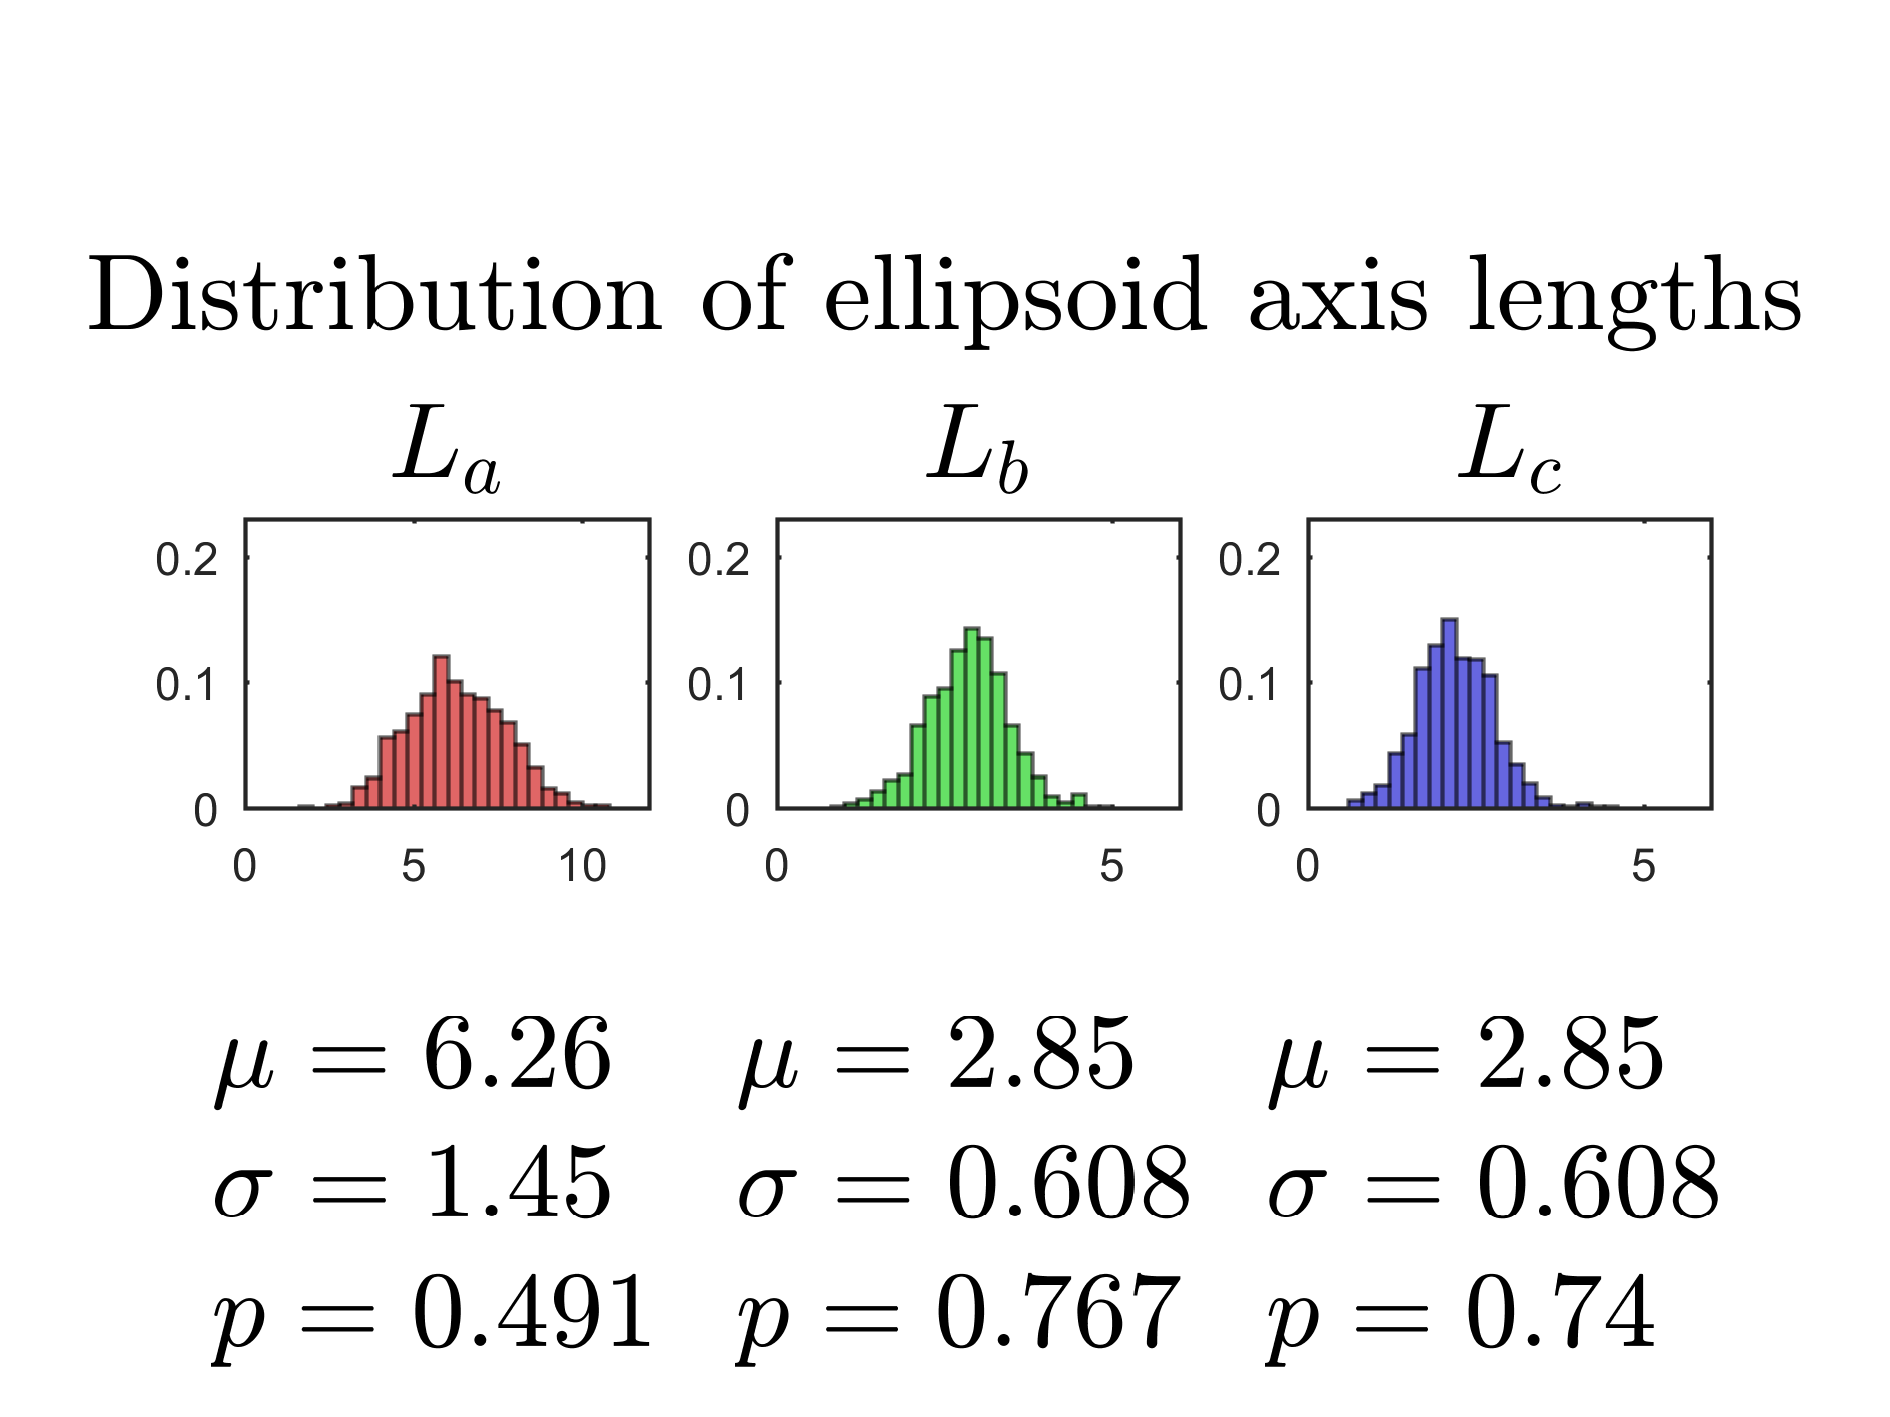 Distribution of ellipsoid axis lengths
L_a L_b L_c
0.2 0.2 0.2
0.1 0.1 0.1
0 0 0
0 5 10 0 5 0 5
μ = 6.26 μ = 2.85 μ = 2.85
σ = 1.45 σ = 0.608 σ = 0.608
p = 0.491 p = 0.767 p = 0.74